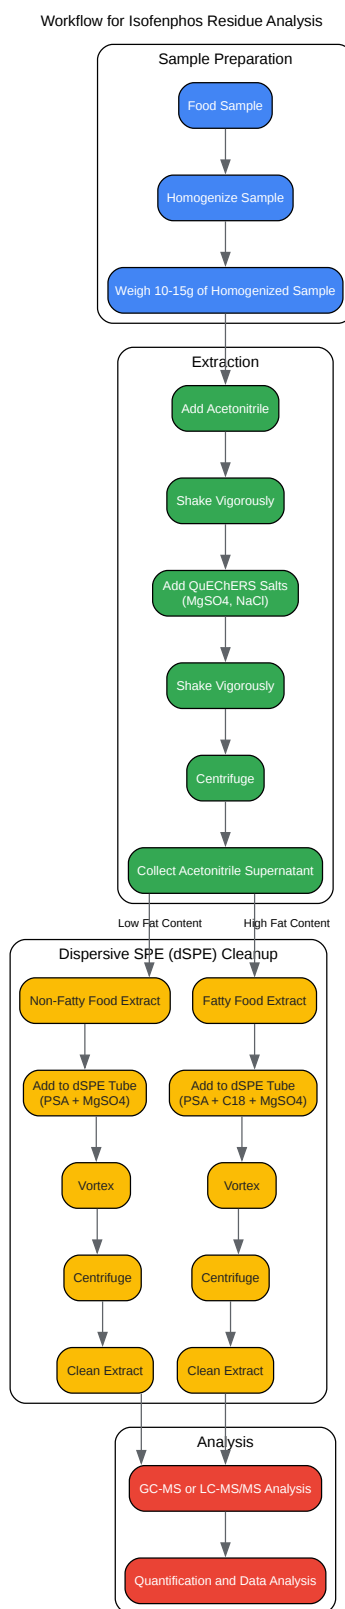 Workflow for Isofenphos Residue Analysis
Sample Preparation
Food Sample
Homogenize Sample
Weigh 10-15g of Homogenized Sample
Extraction
Add Acetonitrile
Shake Vigorously
Add QuEChERS Salts
(MgSO4, NaCl)
Shake Vigorously
Centrifuge
Collect Acetonitrile Supernatant
Low Fat Content
High Fat Content
Dispersive SPE (dSPE) Cleanup
Non-Fatty Food Extract
Fatty Food Extract
Add to dSPE Tube
(PSA + MgSO4)
Add to dSPE Tube
(PSA + C18 + MgSO4)
Vortex
Vortex
Centrifuge
Centrifuge
Clean Extract
Clean Extract
Analysis
GC-MS or LC-MS/MS Analysis
Quantification and Data Analysis